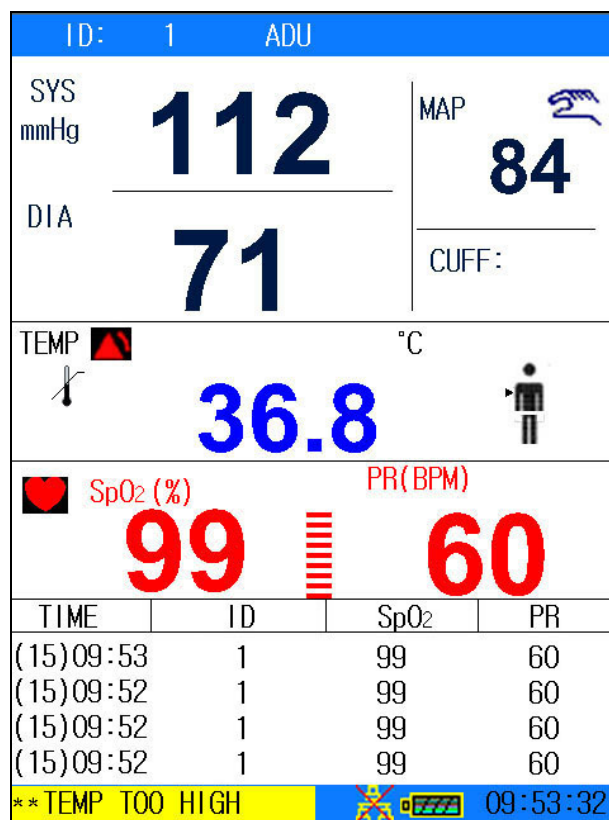 ID: 1 ADU
SYS
mmHg
112
MAP
84
DIA
71
CUFF:
TEMP
°C
36.8
SpO2 (%)
PR(BPM)
99
60
TIME ID SpO2 PR
(15)09:53 1 99 60
(15)09:52 1 99 60
(15)09:52 1 99 60
(15)09:52 1 99 60
**TEMP TOO HIGH 09:53:32